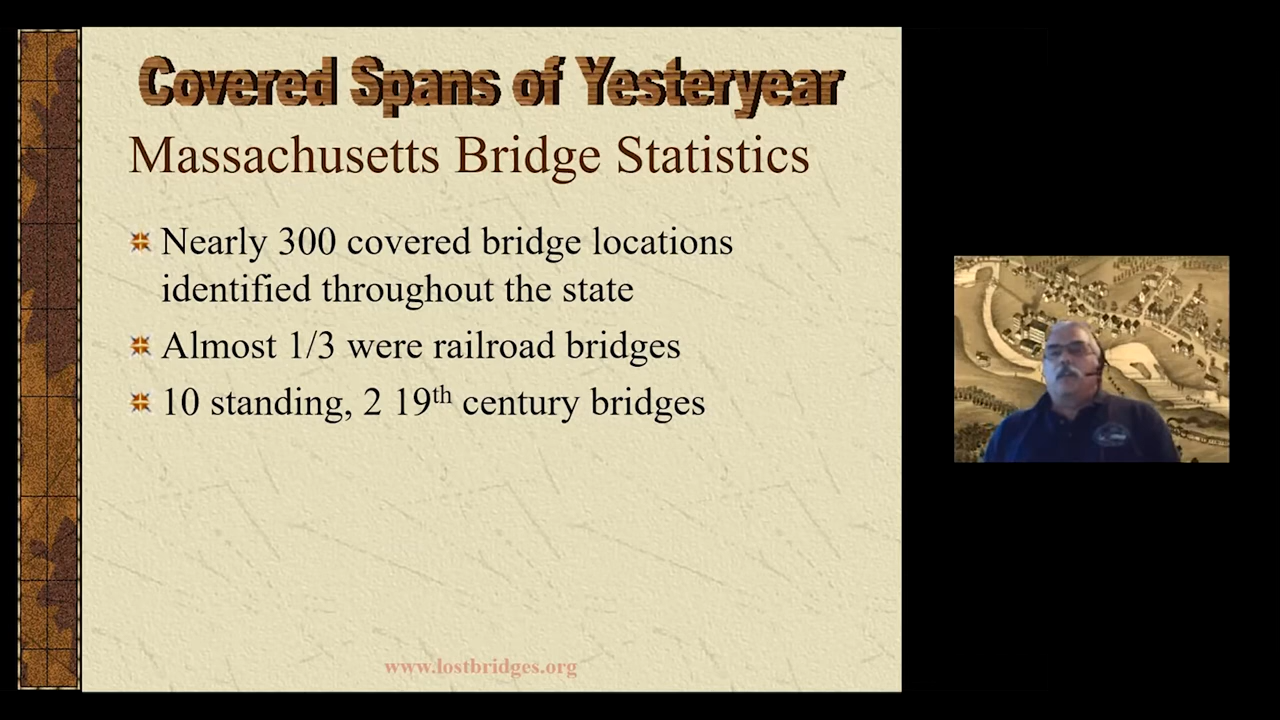 Covered Spans of Yesteryear
Massachusetts Bridge Statistics
Nearly 300 covered bridge locations
identified throughout the state
Almost 1/3 were railroad bridges
10 standing, 2 19th century bridges
www.lostbridges.org